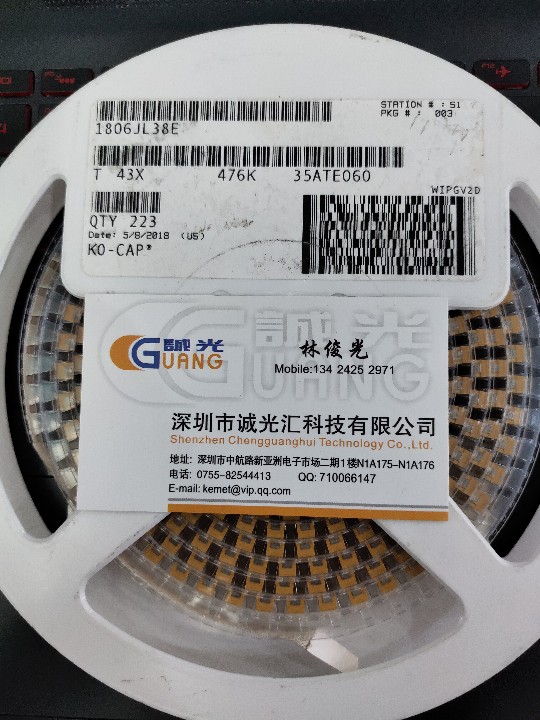 STATION # : 51
PKG # : 003
1806JL38E
T 43X 476K 35ATE060
WIPGV2D
QTY 223
Date: 5/8/2018 (US)
KO-CAP®
誠光
GUANG
誠光
GUANG
林俊光
Mobile:134 2425 2971
深圳市诚光汇科技有限公司
Shenzhen Chengguanghui Technology Co.,Ltd.
地址: 深圳市中航路新亚洲电子市场二期1楼N1A175-N1A176
电话: 0755-82544413 QQ: 710066147
E-mail: kemet@vip.qq.com